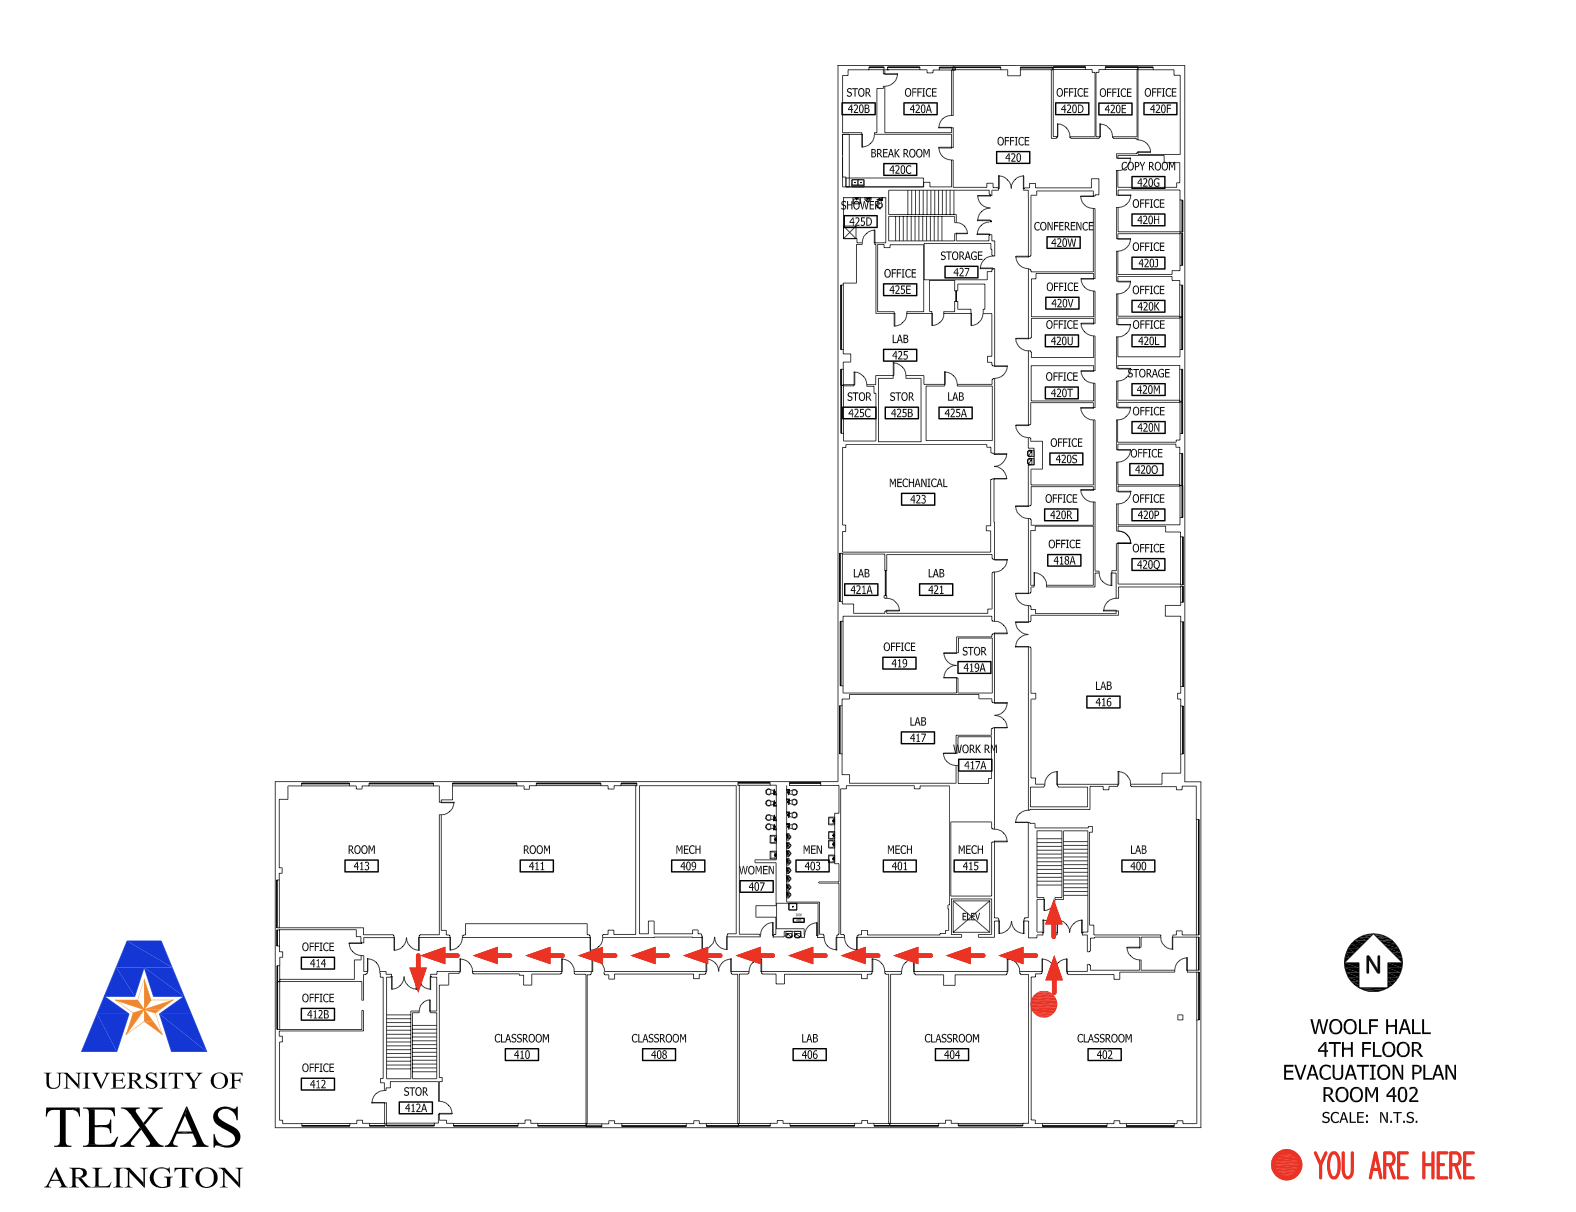 STOR
420B
OFFICE
420A
OFFICE
420
OFFICE
420D
OFFICE
420E
OFFICE
420F
BREAK ROOM
420C
COPY ROOM
420G
SHOWER
425D
OFFICE
420H
CONFERENCE
420W
OFFICE
420J
STORAGE
427
OFFICE
425E
OFFICE
420V
OFFICE
420K
OFFICE
420U
OFFICE
420L
LAB
425
OFFICE
420T
STORAGE
420M
STOR
425C
STOR
425B
LAB
425A
OFFICE
420N
OFFICE
420S
OFFICE
420O
MECHANICAL
423
OFFICE
420R
OFFICE
420P
OFFICE
418A
OFFICE
420Q
LAB
421A
LAB
421
OFFICE
419
STOR
419A
LAB
416
LAB
417
WORK RM
417A
ROOM
413
ROOM
411
MECH
409
WOMEN
407
MEN
403
MECH
401
MECH
415
LAB
400
ELEV
OFFICE
414
OFFICE
412B
OFFICE
412
STOR
412A
CLASSROOM
410
CLASSROOM
408
LAB
406
CLASSROOM
404
CLASSROOM
402
UNIVERSITY OF
TEXAS
ARLINGTON
N
WOOLF HALL
4TH FLOOR
EVACUATION PLAN
ROOM 402
SCALE: N.T.S.
YOU ARE HERE